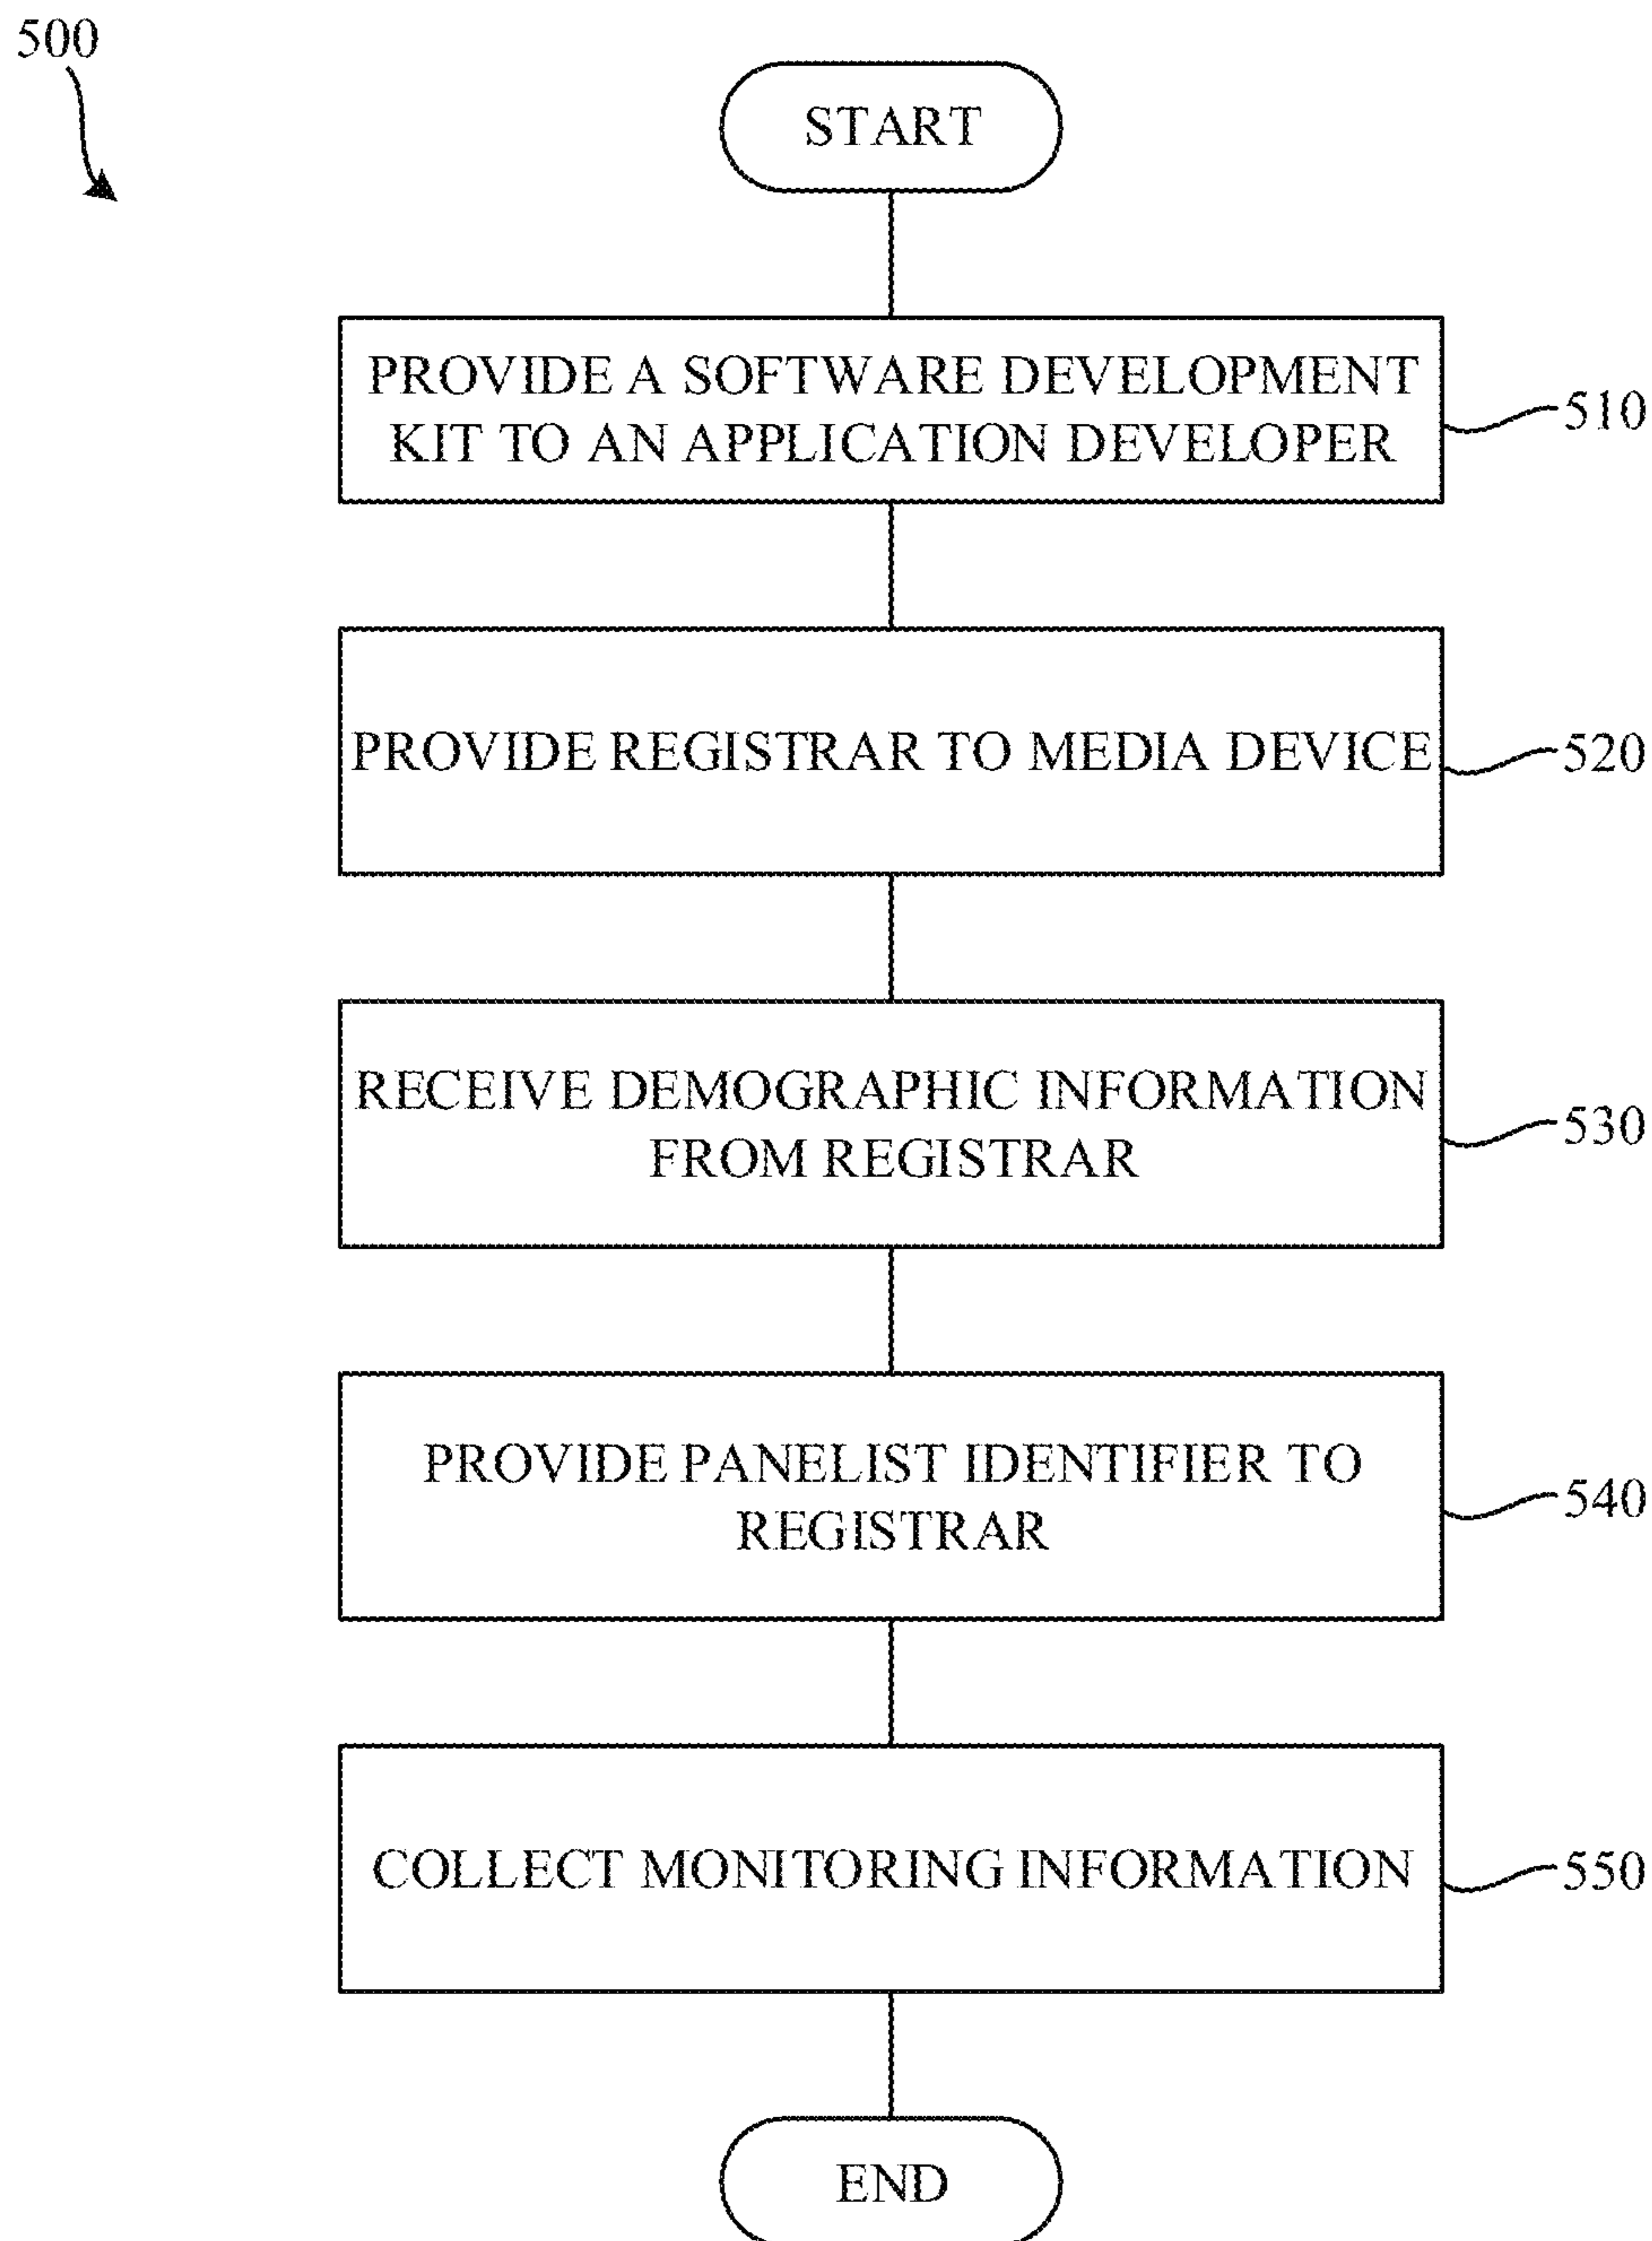 500
START
PROVIDE A SOFTWARE DEVELOPMENT
KIT TO AN APPLICATION DEVELOPER
510
PROVIDE REGISTRAR TO MEDIA DEVICE
520
RECEIVE DEMOGRAPHIC INFORMATION
FROM REGISTRAR
530
PROVIDE PANELIST IDENTIFIER TO
REGISTRAR
540
COLLECT MONITORING INFORMATION
550
END